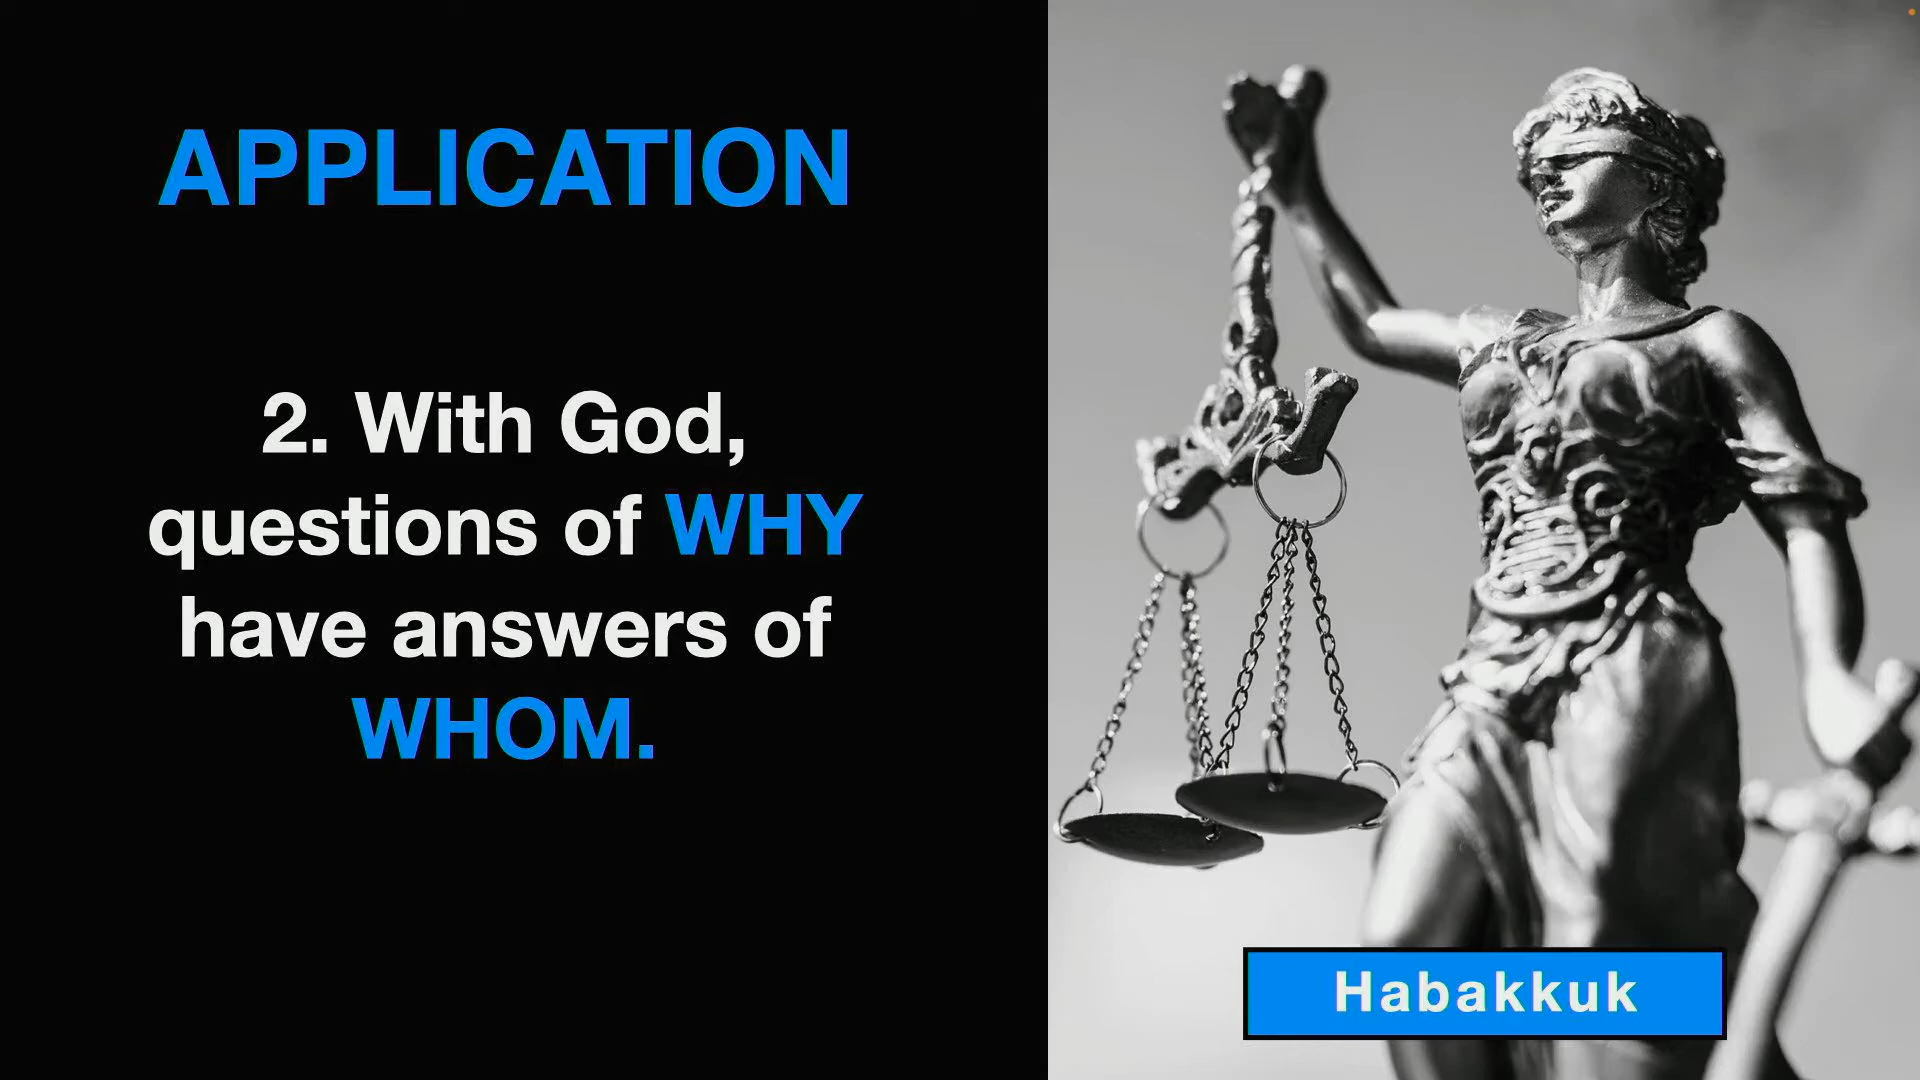 APPLICATION
2. With God,
questions of WHY
have answers of
WHOM.
Habakkuk